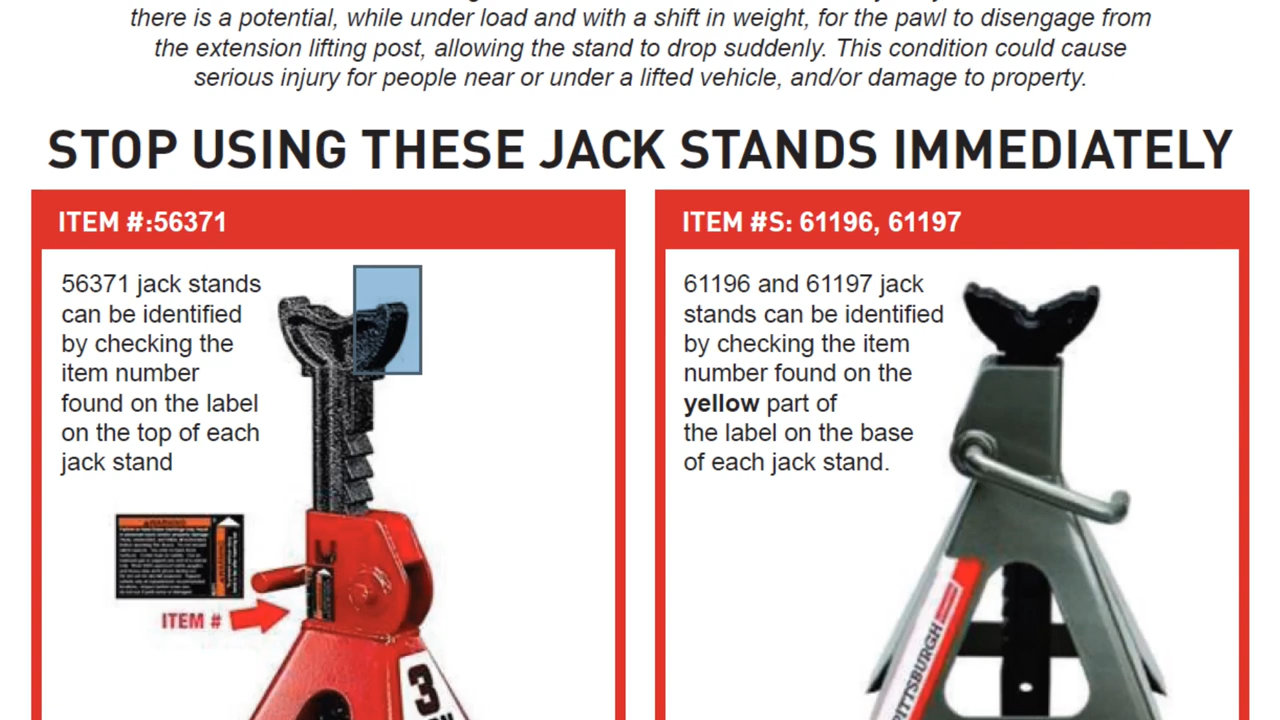 there is a potential, while under load and with a shift in weight, for the pawl to disengage from
the extension lifting post, allowing the stand to drop suddenly. This condition could cause
serious injury for people near or under a lifted vehicle, and/or damage to property.
STOP USING THESE JACK STANDS IMMEDIATELY
ITEM #:56371
56371 jack stands
can be identified
by checking the
item number
found on the label
on the top of each
jack stand
WARNING
ITEM #
3
ITEM #S: 61196, 61197
61196 and 61197 jack
stands can be identified
by checking the item
number found on the
yellow part of
the label on the base
of each jack stand.
PITTSBURGH